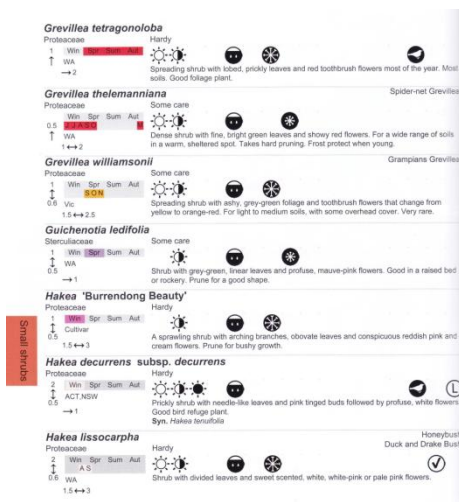 Grevillea tetragonoloba
Proteaceae Hardy
1 Win Spr Sum Aut
WA
→ 2
Spreading shrub with lobed, prickly leaves and red toothbrush flowers most of the year. Most
soils. Good foliage plant.
Grevillea thelemanniana Spider-net Grevillea
Proteaceae Some care
0.5 J J A S O M
WA
1 ↔ 2
Dense shrub with fine, bright green leaves and showy red flowers. For a wide range of soils
in a warm, sheltered spot. Takes hard pruning. Frost protect when young.
Grevillea williamsonii Grampians Grevillea
Proteaceae Some care
1 Win Spr Sum Aut
S O N
0.6 Vic
1.5 ↔ 2.5
Spreading shrub with ashy, grey-green foliage and toothbrush flowers that change from
yellow to orange-red. For light to medium soils, with some overhead cover. Very rare.
Guichenotia ledifolia
Sterculiaceae Some care
1 Win Spr Sum Aut
0.5 WA
→ 1
Shrub with grey-green, linear leaves and profuse, mauve-pink flowers. Good in a raised bed
or rockery. Prune for a good shape.
Hakea 'Burrendong Beauty'
Proteaceae Hardy
1 Win Spr Sum Aut
0.5 Cultivar
1.5 ↔ 3
A sprawling shrub with arching branches, obovate leaves and conspicuous reddish pink and
cream flowers. Prune for bushy growth.
Small shrubs
Hakea decurrens subsp. decurrens
Proteaceae Hardy
2 Win Spr Sum Aut
0.5 ACT,NSW
→ 1
L
Prickly shrub with needle-like leaves and pink tinged buds followed by profuse, white flowers
Good bird refuge plant.
Syn. Hakea tenuifolia
Hakea lissocarpha Honeybush
Duck and Drake Bush
Proteaceae Hardy
2 Win Spr Sum Aut
A S
0.6 WA
1.5 ↔ 3
Shrub with divided leaves and sweet scented, white, white-pink or pale pink flowers.